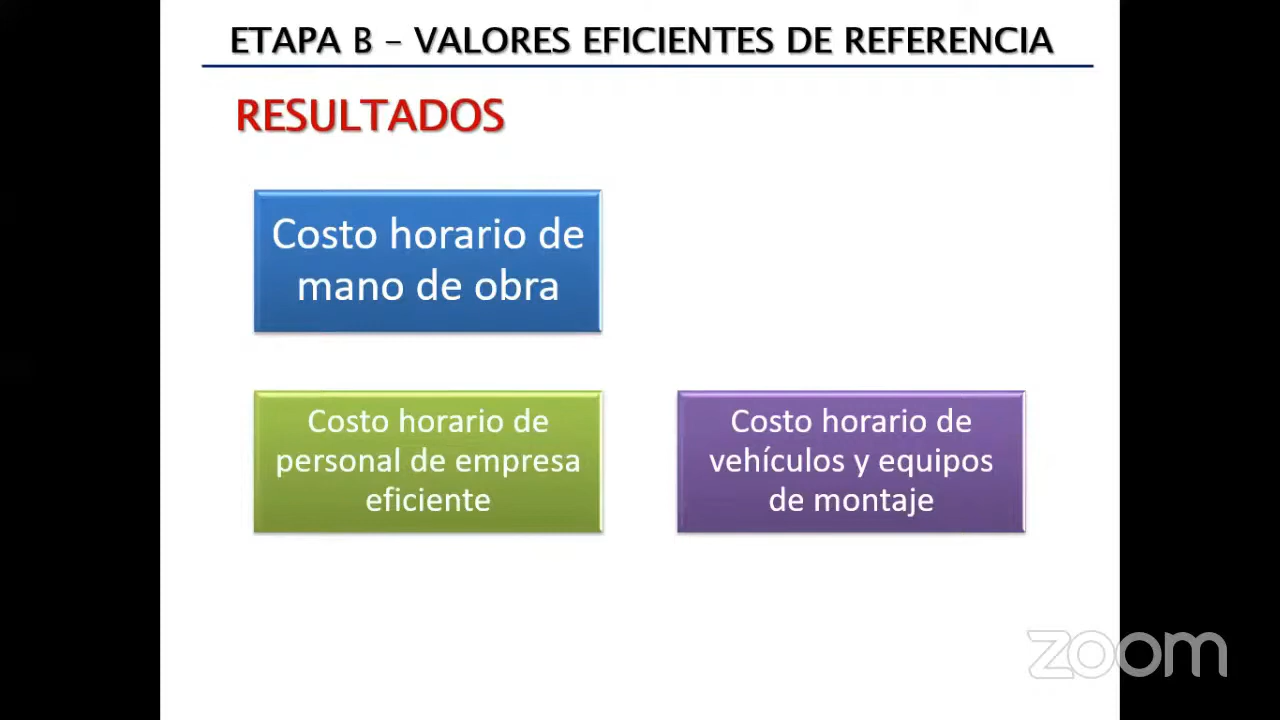 ETAPA B – VALORES EFICIENTES DE REFERENCIA
RESULTADOS
Costo horario de
mano de obra
Costo horario de
personal de empresa
eficiente
Costo horario de
vehículos y equipos
de montaje
zoom